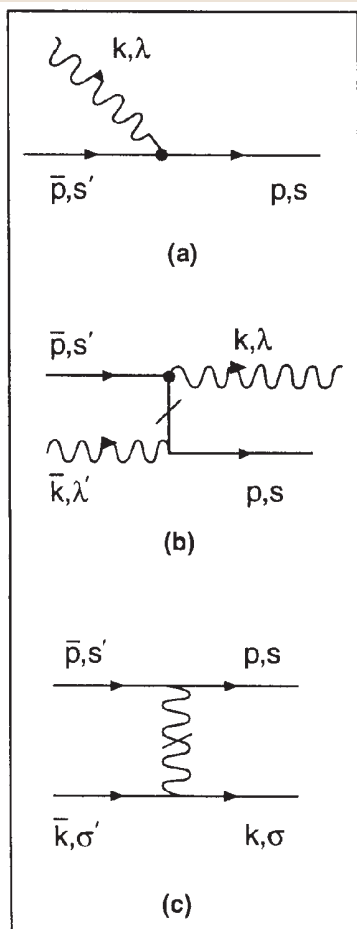 k,λ
p̄,s′ p,s
(a)
p̄,s′ k,λ
k̄,λ′ p,s
(b)
p̄,s′ p,s
k̄,σ′ k,σ
(c)